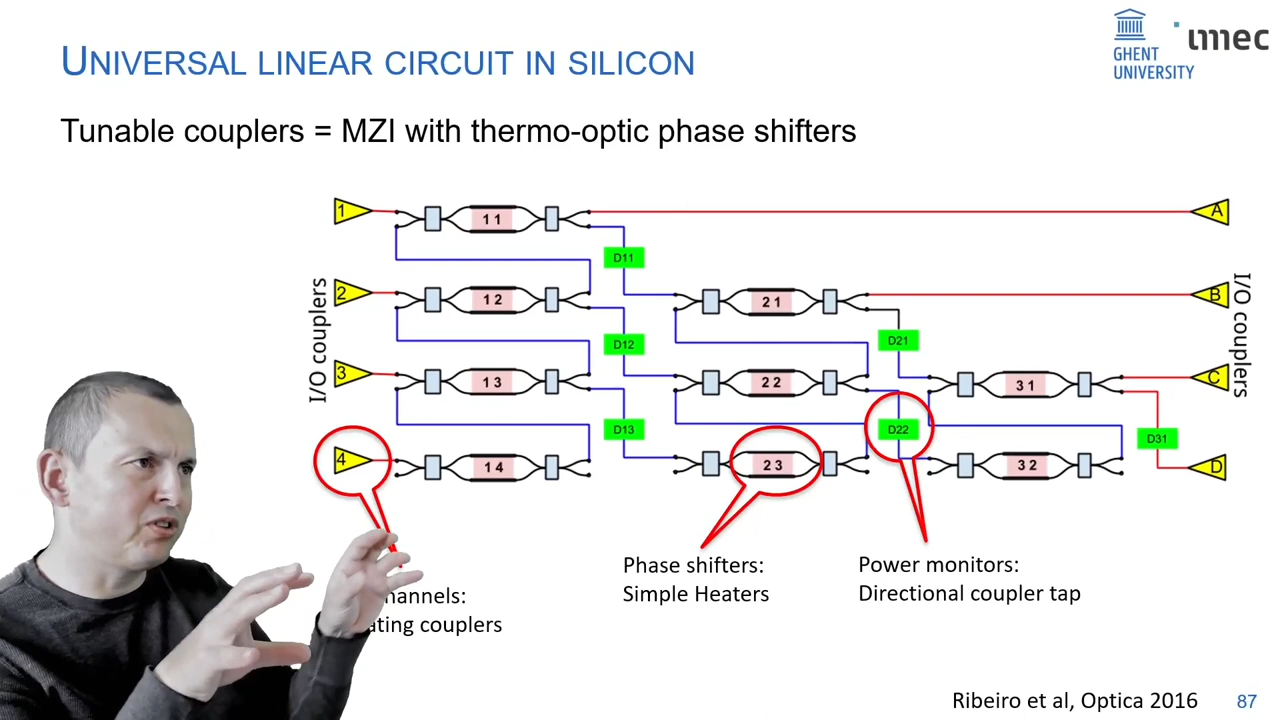 UNIVERSAL LINEAR CIRCUIT IN SILICON
GHENT
UNIVERSITY
imec
Tunable couplers = MZI with thermo-optic phase shifters
1
1 1
A
D11
2
1 2
2 1
B
I/O couplers
I/O couplers
D12
D21
3
1 3
2 2
3 1
C
D13
D22
D31
4
1 4
2 3
3 2
D
Phase shifters:
Simple Heaters
Power monitors:
Directional coupler tap
couplers
Ribeiro et al, Optica 2016
87